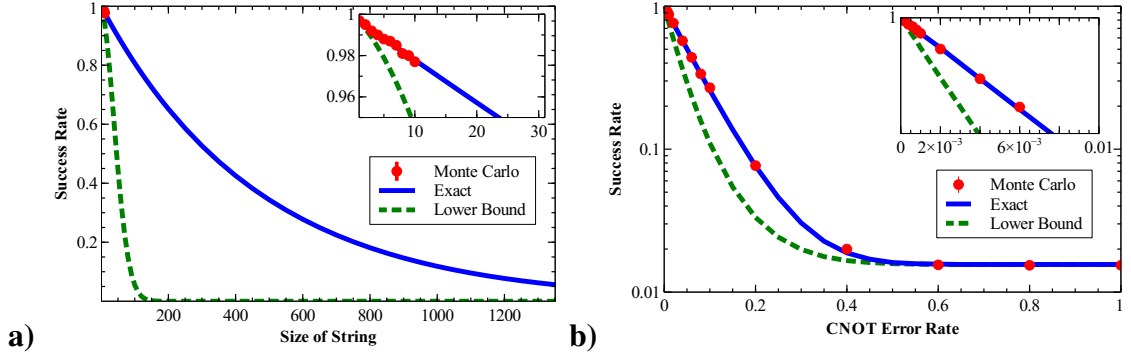 1
0.8
0.6
0.4
0.2
Success Rate
200 400 600 800 1000 1200
Size of String
1
0.98
0.96
10 20 30
Monte Carlo
Exact
Lower Bound
a)
1
0.1
0.01
Success Rate
0 0.2 0.4 0.6 0.8 1
CNOT Error Rate
1
0 2×10⁻³ 6×10⁻³ 0.01
Monte Carlo
Exact
Lower Bound
b)